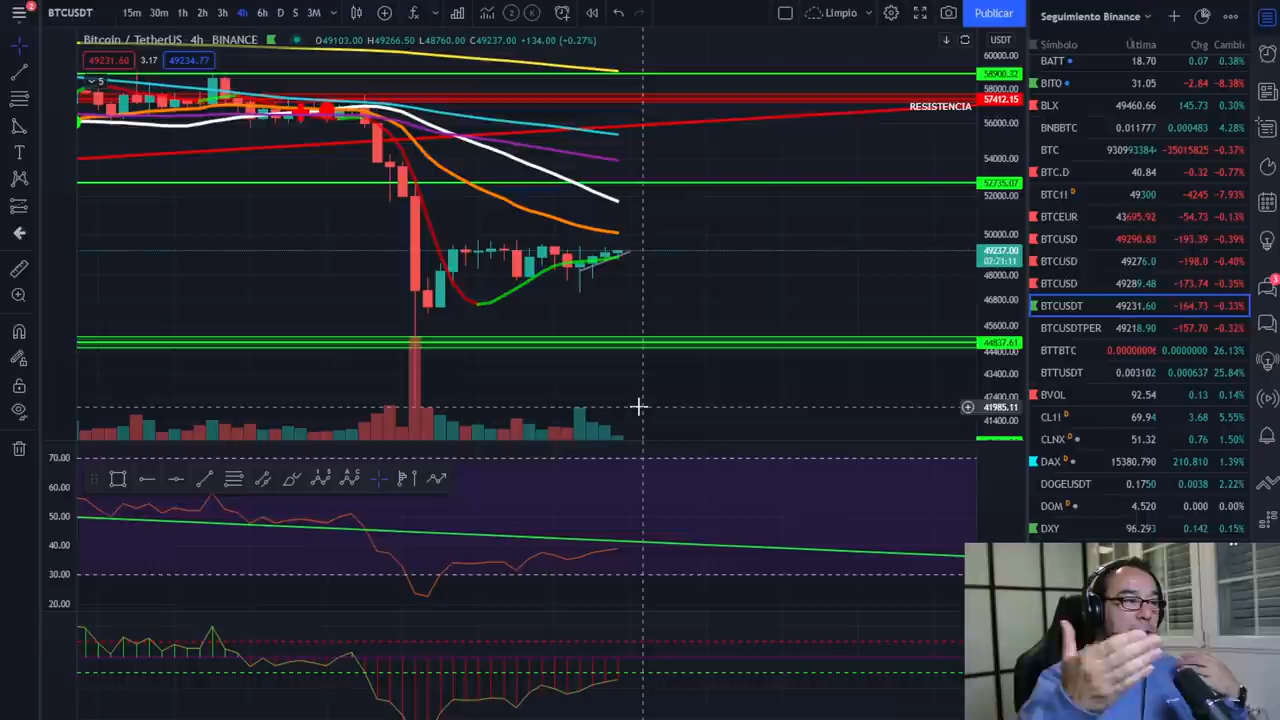 2
BTCUSDT 15m 30m 1h 2h 3h 4h 6h D S 3M Limpio Publicar
Bitcoin / TetherUS 4h BINANCE O49103.00 H49266.50 L48760.00 C49237.00 +134.00 (+0.27%)
49231.60 3.17 49234.77
5
RESISTENCIA
USDT
60000.00
58900.32
58000.00
57412.15
56000.00
54000.00
52735.07
52000.00
50000.00
49237.00
02:21:11
48000.00
46800.00
45600.00
44837.61
44400.00
43400.00
42400.00
41985.11
41400.00
70.00
60.00
50.00
40.00
30.00
20.00
Seguimiento Binance
Símbolo Última Chg Cambi
BATT 18.70 0.07 0.38%
BITO D 31.05 -2.84 -8.38%
BLX 49460.66 145.73 0.30%
BNBBTC 0.011777 0.000483 4.28%
BTC 930993384 -35015825 -0.37%
BTC.D 40.84 -0.32 -0.77%
BTC1! D 49300 -4245 -7.93%
BTCEUR 43695.92 -54.73 -0.13%
BTCUSD 49290.83 -193.39 -0.39%
BTCUSD 49276.0 -198.0 -0.40%
BTCUSD 49289.48 -173.74 -0.35%
BTCUSDT 49231.60 -164.73 -0.33%
BTCUSDTPER 49218.90 -157.70 -0.32%
BTTBTC 0.00000006 0.0000000 26.13%
BTTUSDT 0.003102 0.000637 25.84%
BVOL 92.54 0.13 0.14%
CL1! D 69.94 3.68 5.55%
CLNX D 51.32 0.76 1.50%
DAX D 15380.790 210.810 1.39%
DOGEUSDT 0.1750 0.0038 2.22%
DOM D 4.520 0.000 0.00%
DXY 96.293 0.142 0.15%
3